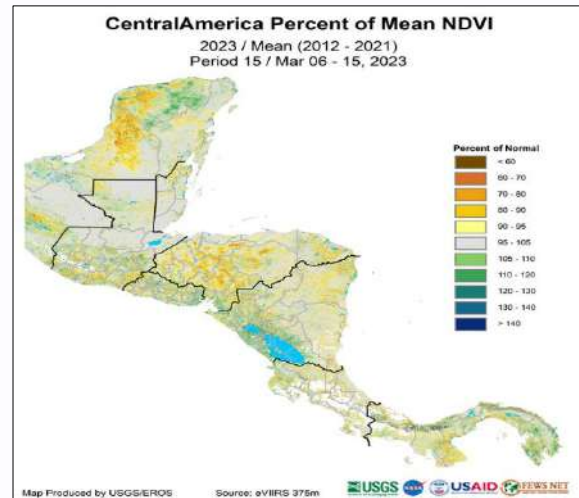 CentralAmerica Percent of Mean NDVI
2023 / Mean (2012 - 2021)
Period 15 / Mar 06 - 15, 2023
Percent of Normal
< 60
60 - 70
70 - 80
80 - 90
90 - 95
95 - 105
105 - 110
110 - 120
120 - 130
130 - 140
> 140
Map Produced by USGS/EROS
Source: eVIIRS 375m
USGS
NASA
USAID
FEWS NET